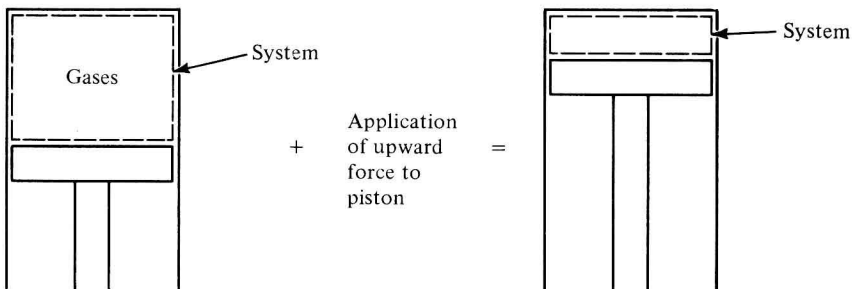 System
Gases
+
Application
of upward
force to
piston
=
System